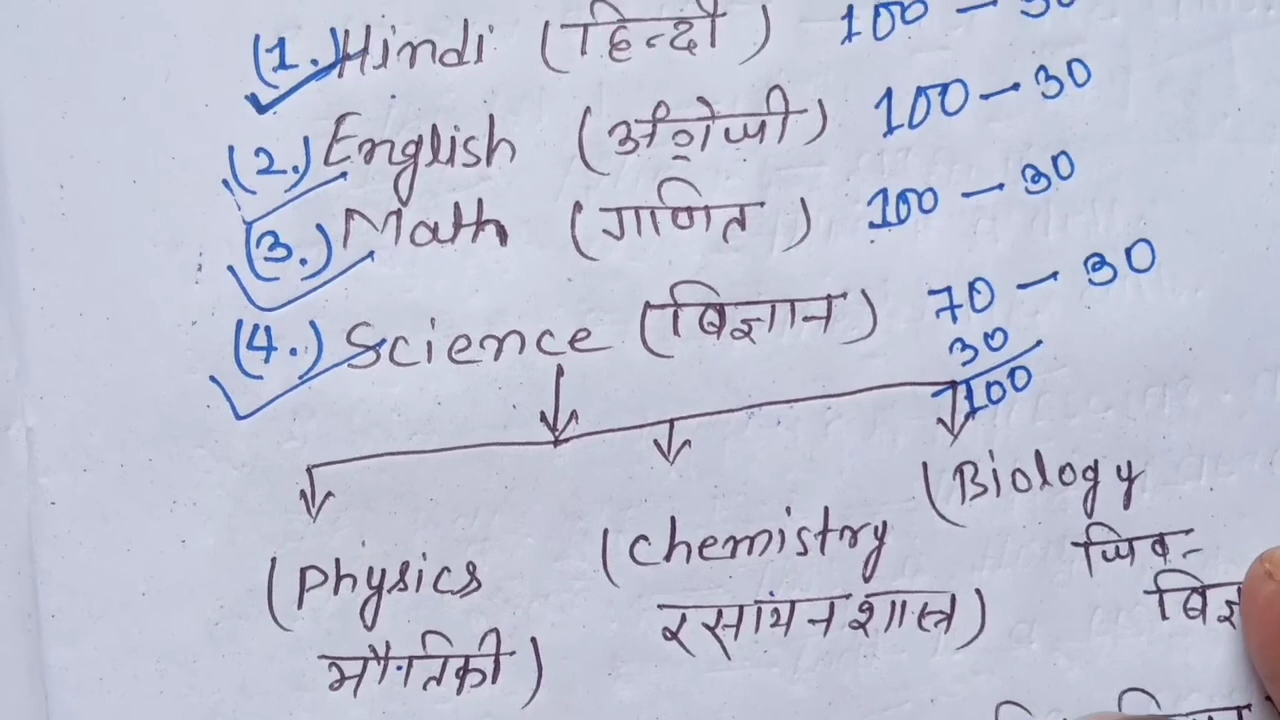 (1.) Hindi (हिन्दी) 100 - 30
(2.) English (अंग्रेजी) 100 - 30
(3.) Math (गणित) 100 - 30
(4.) Science (विज्ञान) 70 - 30
30
100
(Physics
भौतिकी)
(Chemistry
रसायनशास्त्र)
(Biology
जिव-